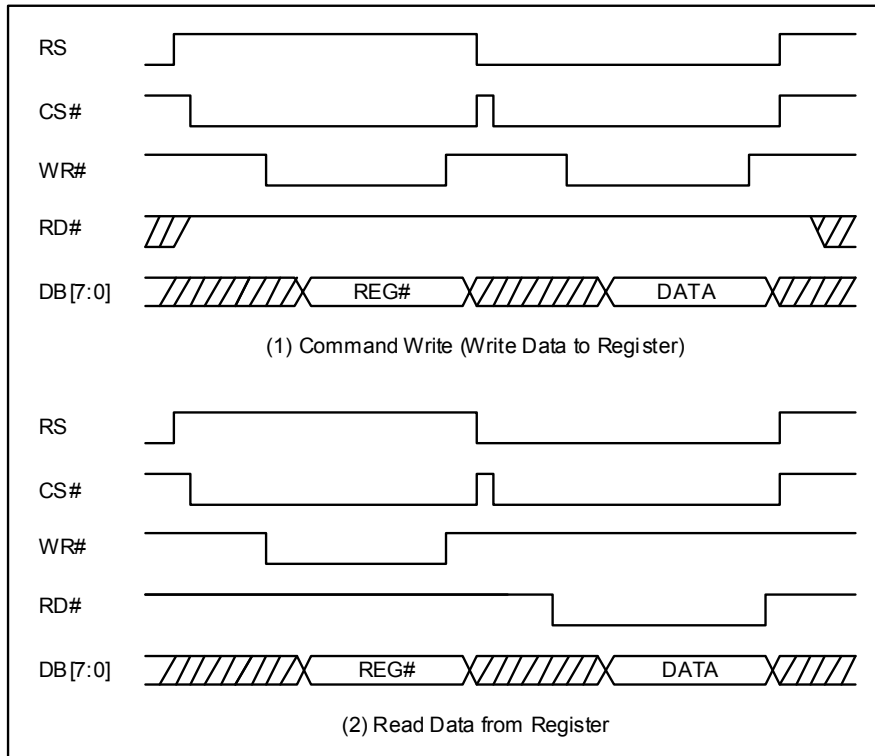 RS
CS#
WR#
RD#
DB[7:0] REG# DATA
(1) Command Write (Write Data to Register)
RS
CS#
WR#
RD#
DB[7:0] REG# DATA
(2) Read Data from Register